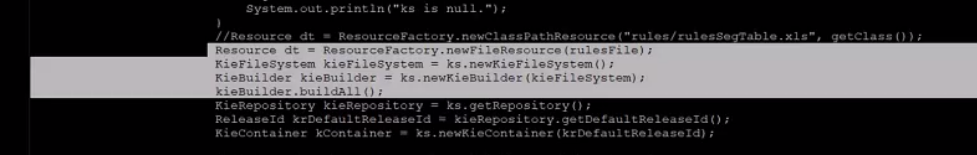 System.out.println("ks is null.");
}
//Resource dt = ResourceFactory.newClassPathResource("rules/rulesSegTable.xls", getClass());
Resource dt = ResourceFactory.newFileResource(rulesFile);
KieFileSystem kieFileSystem = ks.newKieFileSystem();
KieBuilder kieBuilder = ks.newKieBuilder(kieFileSystem);
kieBuilder.buildAll();
KieRepository kieRepository = ks.getRepository();
ReleaseId krDefaultReleaseId = kieRepository.getDefaultReleaseId();
KieContainer kContainer = ks.newKieContainer(krDefaultReleaseId);